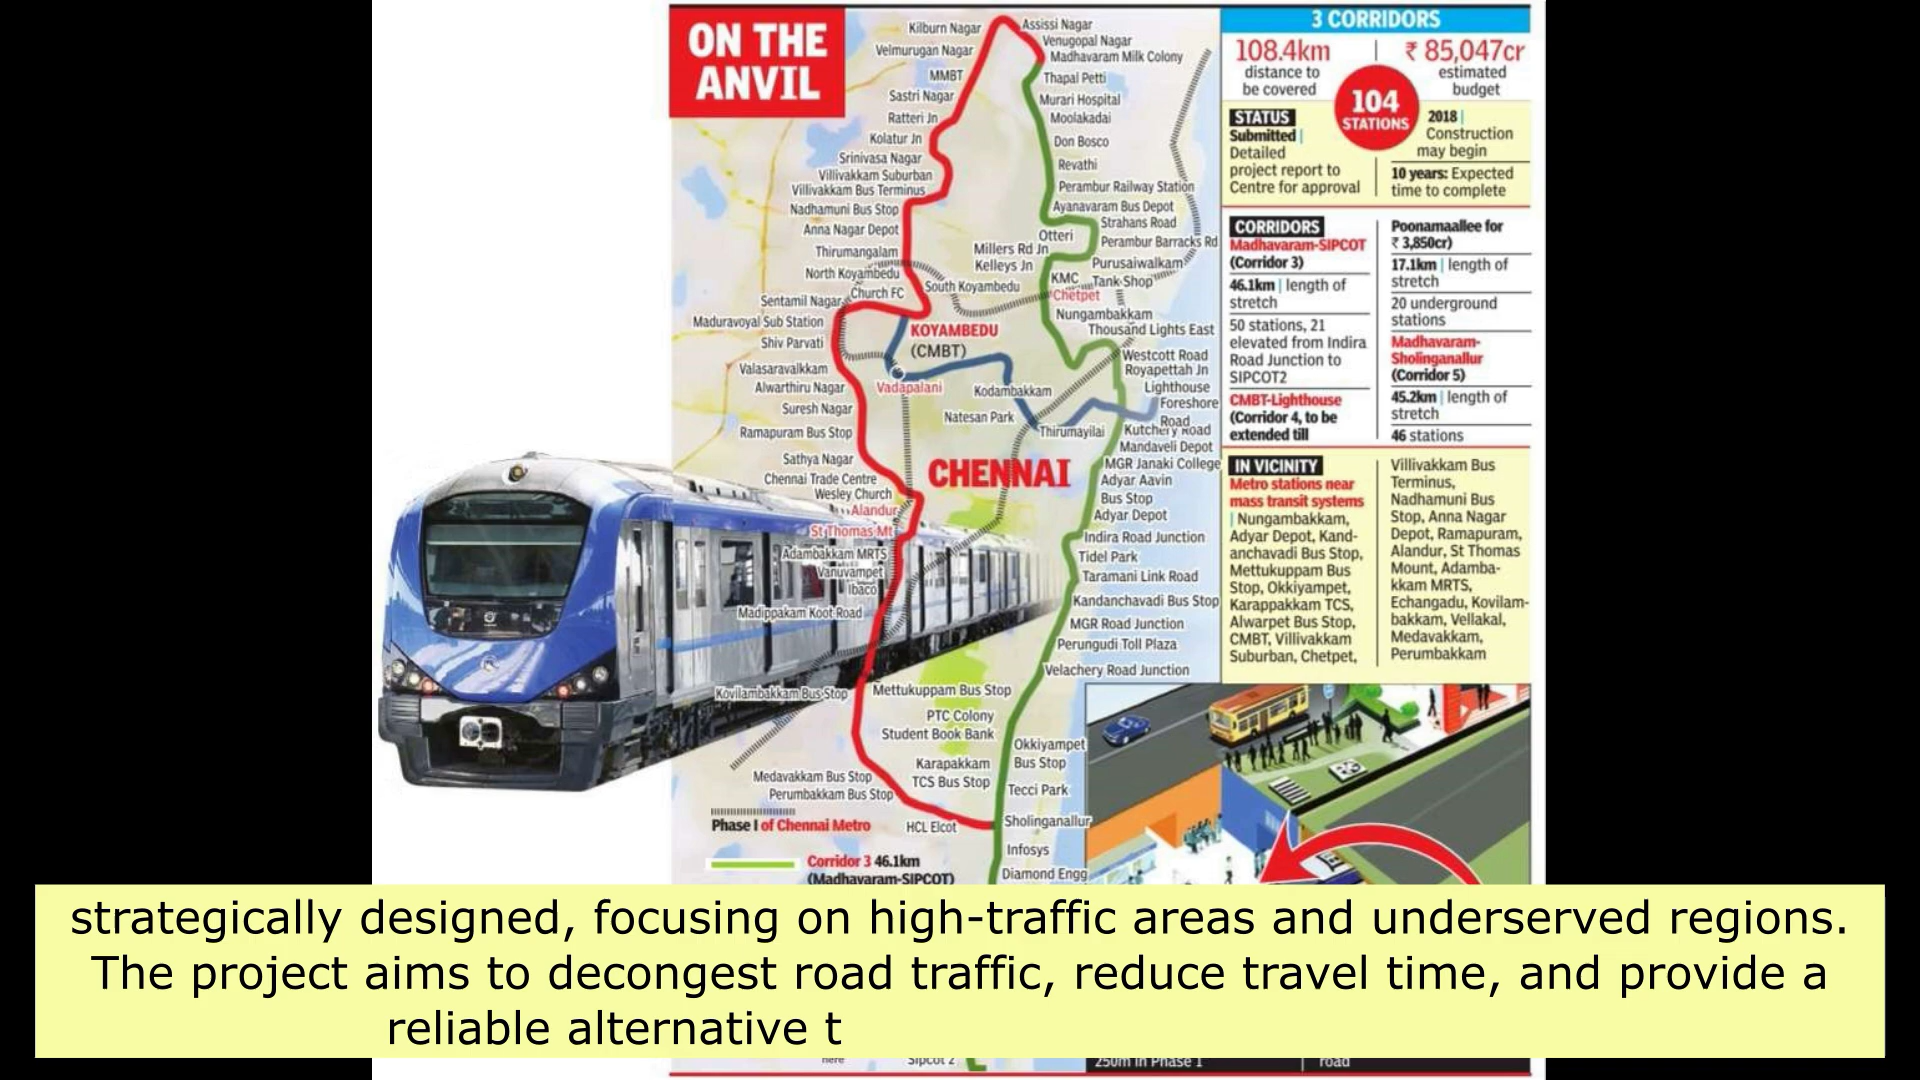 ON THE
ANVIL
Kilburn Nagar
Velmurugan Nagar
MMBT
Sastri Nagar
Ratteri Jn
Kolatur Jn
Srinivasa Nagar
Villivakkam Suburban
Villivakkam Bus Terminus
Nadhamuni Bus Stop
Anna Nagar Depot
Thirumangalam
North Koyambedu
Church FC
Sentamil Nagar
Maduravoyal Sub Station
Shiv Parvati
Valasaravalkkam
Alwarthiru Nagar
Suresh Nagar
Ramapuram Bus Stop
Sathya Nagar
Chennai Trade Centre
Wesley Church
Alandur
St Thomas Mt
Adambakkam MRTS
Vanuvampet
Ibaco
Madippakam Koot Road
Kovilambakkam Bus Stop
Medavakkam Bus Stop
Perumbakkam Bus Stop
HCL Elcot
Assissi Nagar
Venugopal Nagar
Madhavaram Milk Colony
Thapal Petti
Murari Hospital
Moolakadai
Don Bosco
Revathi
Perambur Railway Station
Ayanavaram Bus Depot
Strahans Road
Otteri
Perambur Barracks Rd
Millers Rd Jn
Kelleys Jn
Purusaiwalkam
KMC
Tank Shop
South Koyambedu
Chetpet
Nungambakkam
Thousand Lights East
KOYAMBEDU
(CMBT)
Westcott Road
Royapettah Jn
Vadapalani
Kodambakkam
Lighthouse
Foreshore
Road
Natesan Park
Thirumayilai
Kutchery Road
Mandaveli Depot
CHENNAI
MGR Janaki College
Adyar Aavin
Bus Stop
Adyar Depot
Indira Road Junction
Tidel Park
Taramani Link Road
Kandanchavadi Bus Stop
MGR Road Junction
Perungudi Toll Plaza
Velachery Road Junction
Mettukuppam Bus Stop
PTC Colony
Student Book Bank
Okkiyampet
Bus Stop
Karapakkam
TCS Bus Stop
Tecci Park
Sholinganallur
Infosys
Diamond Engg
Phase I of Chennai Metro
Corridor 3 46.1km
(Madhavaram-SIPCOT)
3 CORRIDORS
108.4km
distance to
be covered
₹ 85,047cr
estimated
budget
104
STATIONS
STATUS
Submitted |
Detailed
project report to
Centre for approval
2018 |
Construction
may begin
10 years: Expected
time to complete
CORRIDORS
Madhavaram-SIPCOT
(Corridor 3)
46.1km | length of
stretch
50 stations, 21
elevated from Indira
Road Junction to
SIPCOT2
CMBT-Lighthouse
(Corridor 4, to be
extended till
Poonamaallee for
₹ 3,850cr)
17.1km | length of
stretch
20 underground
stations
Madhavaram-
Sholinganallur
(Corridor 5)
45.2km | length of
stretch
46 stations
IN VICINITY
Metro stations near
mass transit systems
| Nungambakkam,
Adyar Depot, Kand-
anchavadi Bus Stop,
Mettukuppam Bus
Stop, Okkiyampet,
Karappakkam TCS,
Alwarpet Bus Stop,
CMBT, Villivakkam
Suburban, Chetpet,
Villivakkam Bus
Terminus,
Nadhamuni Bus
Stop, Anna Nagar
Depot, Ramapuram,
Alandur, St Thomas
Mount, Adamba-
kkam MRTS,
Echangadu, Kovilam-
bakkam, Vellakal,
Medavakkam,
Perumbakkam
strategically designed, focusing on high-traffic areas and underserved regions.
The project aims to decongest road traffic, reduce travel time, and provide a
reliable alternative t
here
Sipcot 2
250m in Phase 1
road